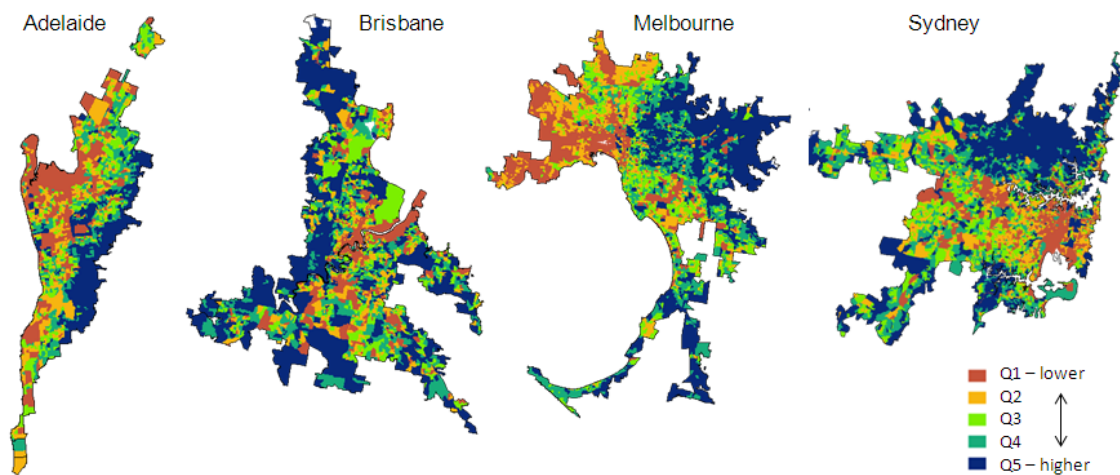 Adelaide
Brisbane
Melbourne
Sydney
Q1 – lower
Q2
Q3
Q4
Q5 – higher